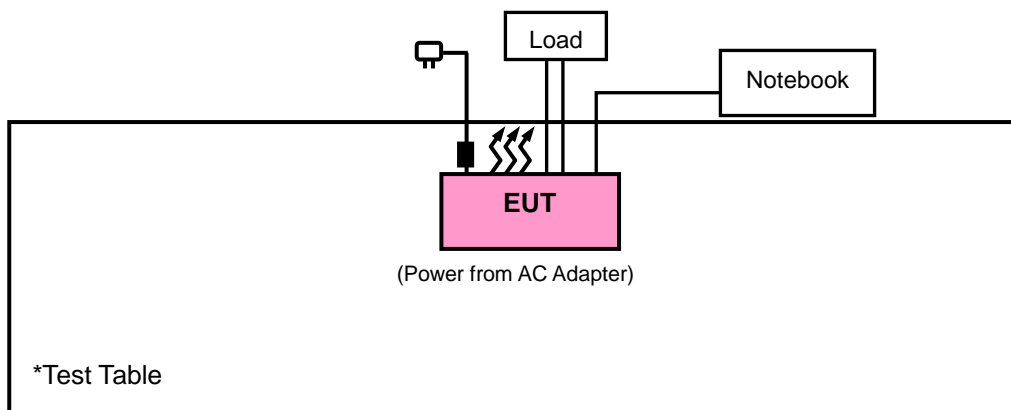 Load
Notebook
EUT
(Power from AC Adapter)
*Test Table